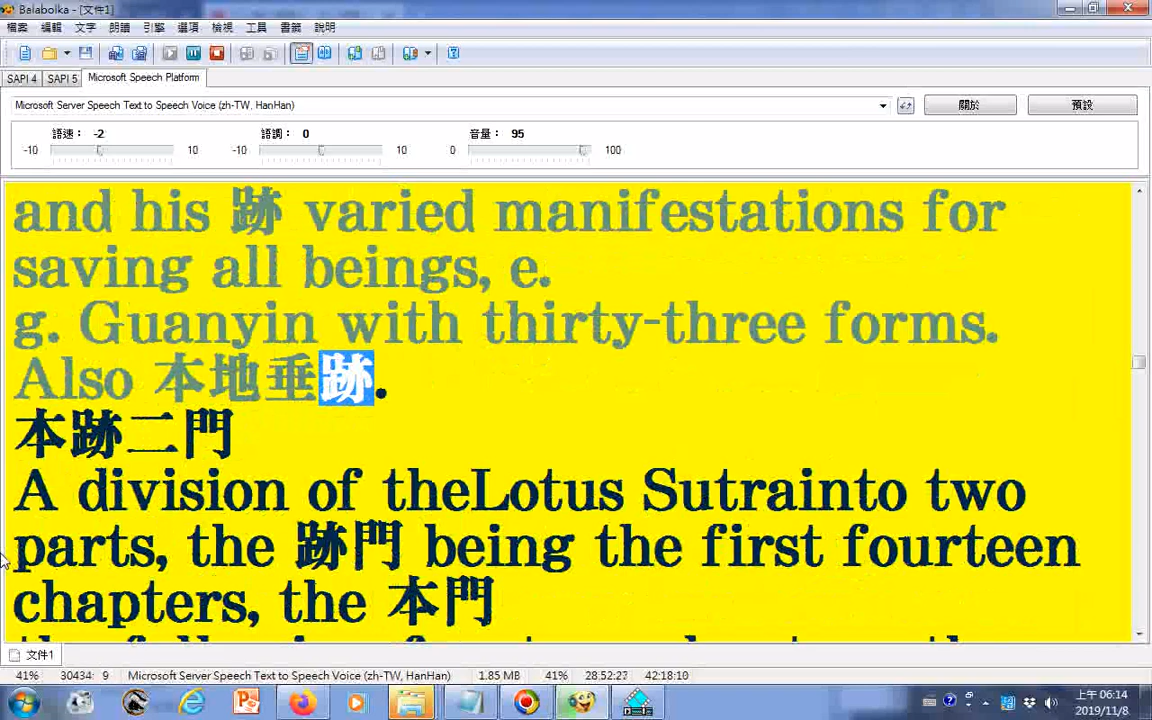 Balabolka - [文件1]
檔案 編輯 文字 朗讀 引擎 選項 檢視 工具 書籤 說明
SAPI 4 SAPI 5 Microsoft Speech Platform
Microsoft Server Speech Text to Speech Voice (zh-TW, HanHan) 關於 預設
語速： -2 語調： 0 音量： 95
-10 10 -10 10 0 100
and his 跡 varied manifestations for
saving all beings, e.
g. Guanyin with thirty-three forms.
Also 本地垂跡.
本跡二門
A division of theLotus Sutrainto two
parts, the 跡門 being the first fourteen
chapters, the 本門
文件1
41% 30434: 9 Microsoft Server Speech Text to Speech Voice (zh-TW, HanHan) 1.85 MB 41% 28:52:27 42:18:10
上午 06:14
2019/11/8